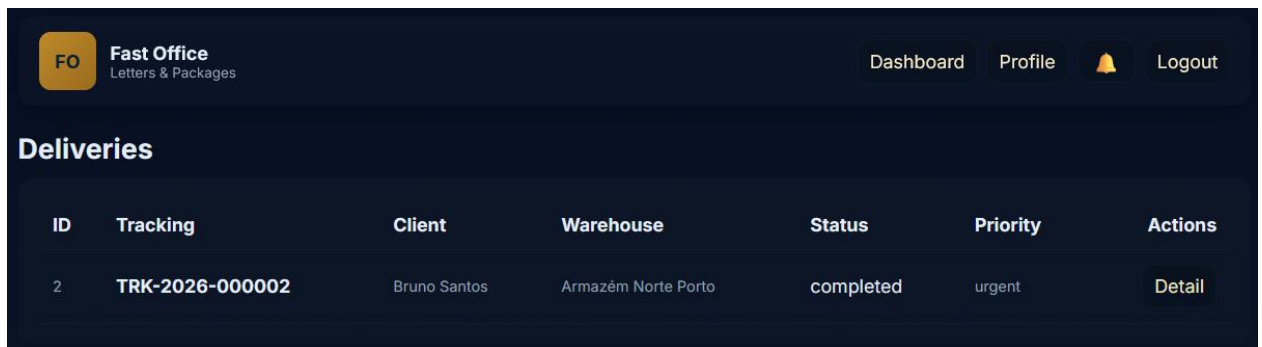 FO
Fast Office
Letters & Packages
Dashboard Profile Logout
Deliveries
ID Tracking Client Warehouse Status Priority Actions
2 TRK-2026-000002 Bruno Santos Armazém Norte Porto completed urgent Detail